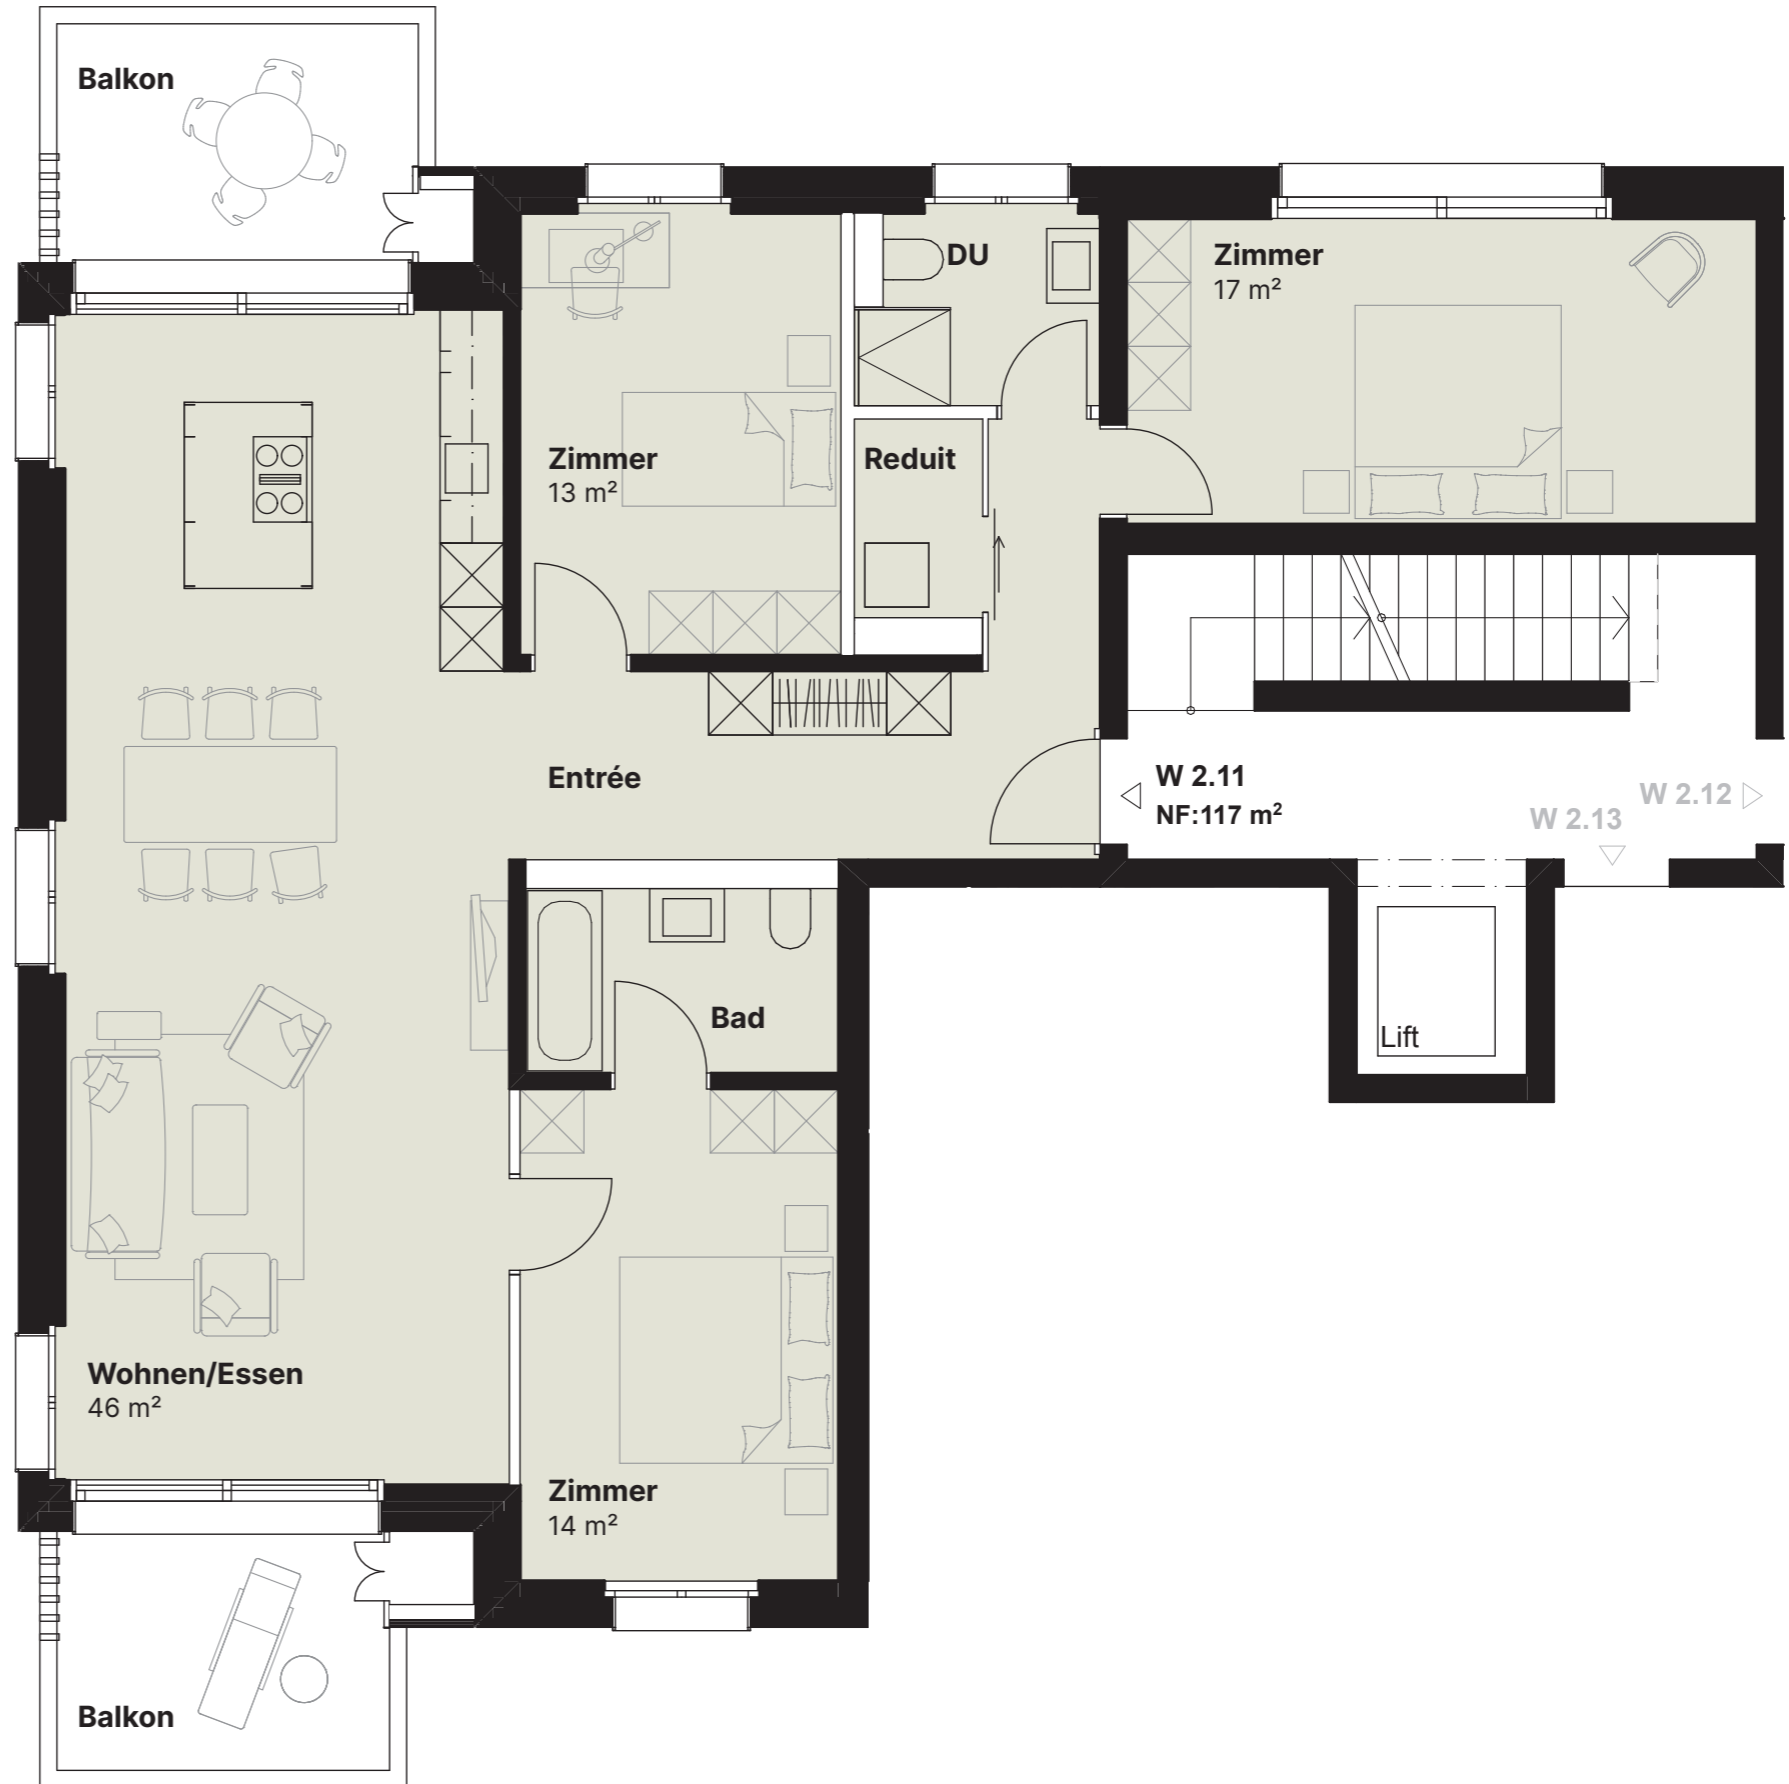 Balkon
DU
Zimmer
17 m²
Zimmer
13 m²
Reduit
Entrée
W 2.11
NF:117 m²
W 2.12
W 2.13
Bad
Lift
Wohnen/Essen
46 m²
Zimmer
14 m²
Balkon